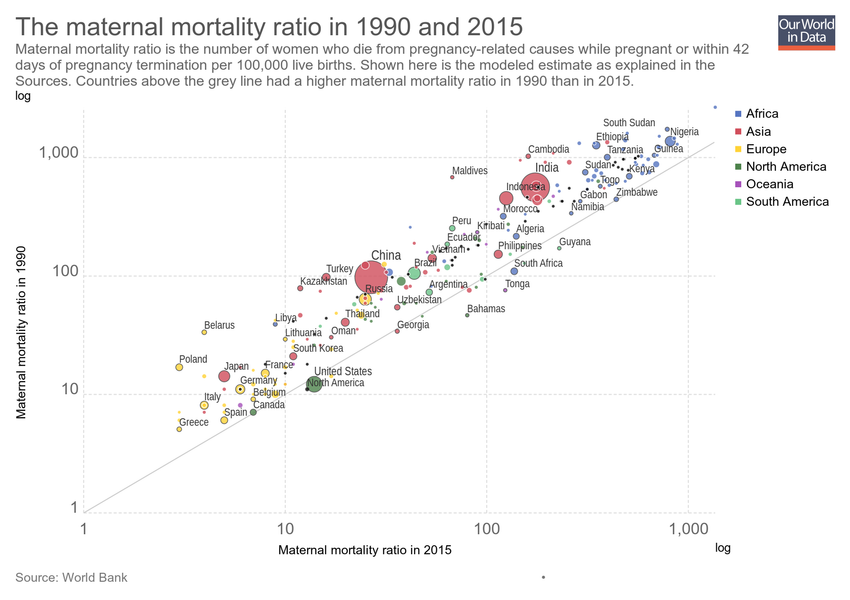 The maternal mortality ratio in 1990 and 2015
Our World
in Data
Maternal mortality ratio is the number of women who die from pregnancy-related causes while pregnant or within 42
days of pregnancy termination per 100,000 live births. Shown here is the modeled estimate as explained in the
Sources. Countries above the grey line had a higher maternal mortality ratio in 1990 than in 2015.
log
Africa
Asia
Europe
North America
Oceania
South America
South Sudan
Nigeria
Ethiopia
1,000
Cambodia
Tanzania
Guinea
Maldives
India
Sudan
Kenya
Togo
Indonesia
Zimbabwe
Gabon
Morocco
Namibia
Peru
Kiribati
Algeria
Ecuador
Vietnam
Philippines
Guyana
China
Brazil
South Africa
100
Turkey
Kazakhstan
Russia
Argentina
Tonga
Uzbekistan
Bahamas
Thailand
Libya
Belarus
Lithuania
Oman
Georgia
South Korea
Poland
Japan
France
United States
Germany
North America
10
Belgium
Italy
Canada
Spain
Greece
1
Maternal mortality ratio in 1990
1
10
100
1,000
Maternal mortality ratio in 2015
log
Source: World Bank